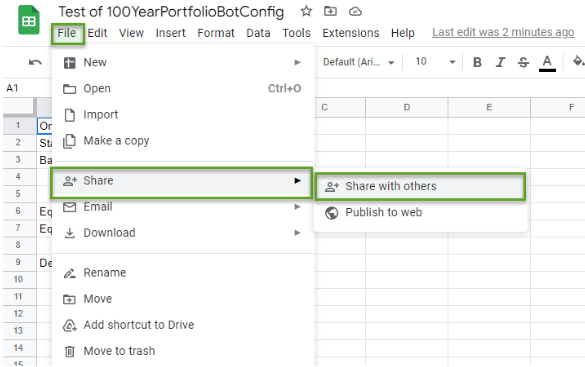 Test of 100YearPortfolioBotConfig
File Edit View Insert Format Data Tools Extensions Help Last edit was 2 minutes ago
Default (Ari... 10 B I S A
A1
C D E F
New
Open Ctrl+O
Import
Make a copy
Share
Share with others
Email
Publish to web
Download
Rename
Move
Add shortcut to Drive
Move to trash
1 Or
2 Sta
3 Ba
4
5
6 Eq
7 Eq
8
9 De
10
11
12
13
14
15